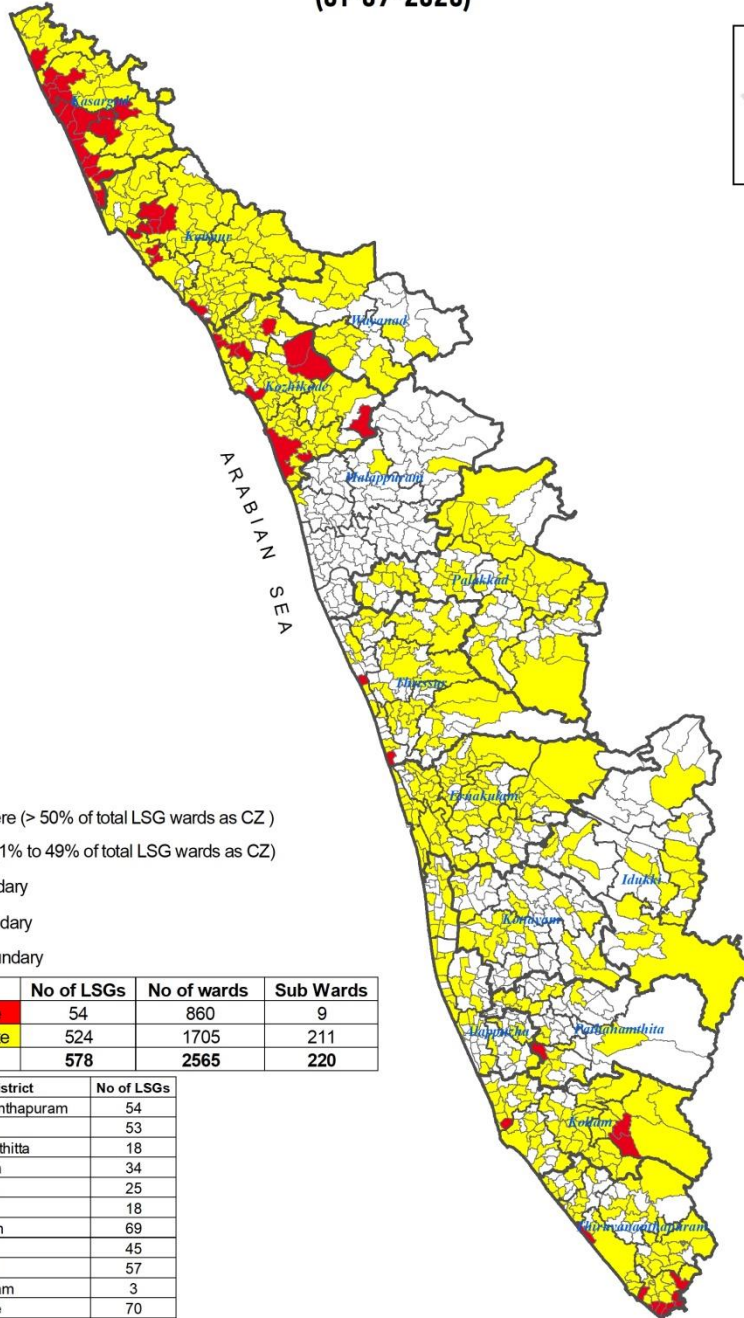 Kasargod
Kannur
Wayanad
Kozhikode
ARABIAN SEA
Malappuram
Palakkad
Thrissur
Ernakulam
Idukki
Kottayam
Alappuzha
Pathanamthita
Kollam
Thiruvananthapuram
ere (> 50% of total LSG wards as CZ )
1% to 49% of total LSG wards as CZ)
dary
dary
undary
No of LSGs No of wards Sub Wards
54 860 9
524 1705 211
578 2565 220
istrict No of LSGs
nthapuram 54
53
thitta 18
34
25
18
69
45
57
am 3
70